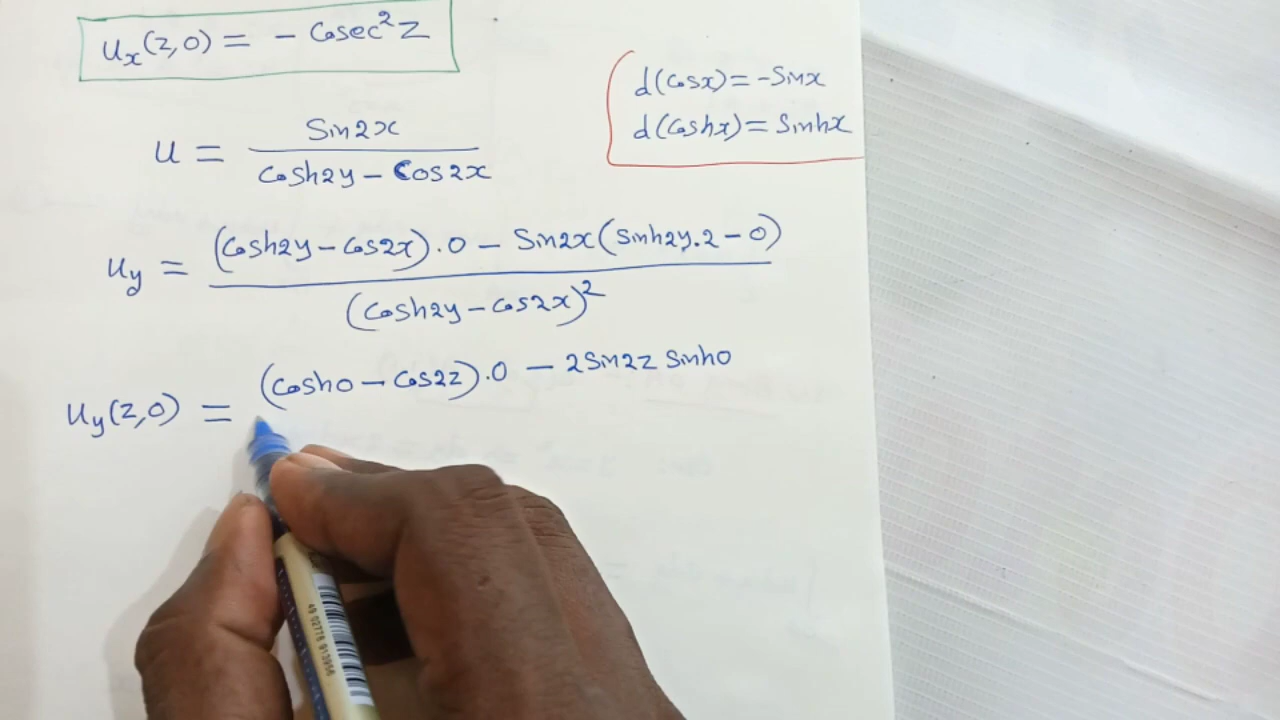 uₓ(z,0) = - Cosec²z
d(Cosx) = -Sinx
d(Coshx) = Sinhx
u = Sin2x / Cosh2y - Cos2x
u_y = (Cosh2y - Cos2x).0 - Sin2x(Sinh2y.2 - 0) / (Cosh2y - Cos2x)²
u_y(z,0) = (Cosh0 - Cos2z).0 - 2Sin2z Sinh0